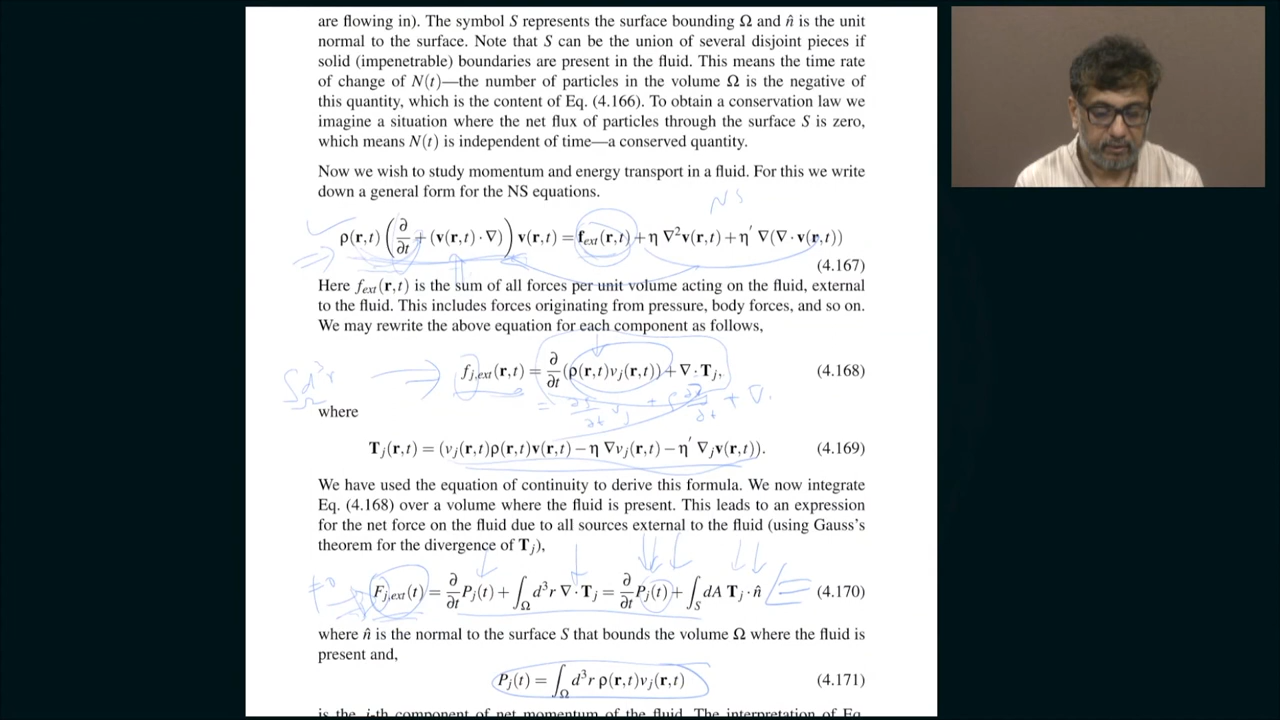 are flowing in). The symbol S represents the surface bounding Ω and n̂ is the unit
normal to the surface. Note that S can be the union of several disjoint pieces if
solid (impenetrable) boundaries are present in the fluid. This means the time rate
of change of N(t)—the number of particles in the volume Ω is the negative of
this quantity, which is the content of Eq. (4.166). To obtain a conservation law we
imagine a situation where the net flux of particles through the surface S is zero,
which means N(t) is independent of time—a conserved quantity.
Now we wish to study momentum and energy transport in a fluid. For this we write
down a general form for the NS equations.
NS
ρ(r,t) (∂/∂t + (v(r,t) · ∇)) v(r,t) = f_ext(r,t) + η ∇²v(r,t) + η′ ∇(∇ · v(r,t))
(4.167)
Here f_ext(r,t) is the sum of all forces per unit volume acting on the fluid, external
to the fluid. This includes forces originating from pressure, body forces, and so on.
We may rewrite the above equation for each component as follows,
f_{j,ext}(r,t) = ∂/∂t (ρ(r,t)v_j(r,t)) + ∇ · T_j, (4.168)
∫_Ω d³r
where
T_j(r,t) = (v_j(r,t)ρ(r,t)v(r,t) − η ∇v_j(r,t) − η′ ∇_j v(r,t)). (4.169)
We have used the equation of continuity to derive this formula. We now integrate
Eq. (4.168) over a volume where the fluid is present. This leads to an expression
for the net force on the fluid due to all sources external to the fluid (using Gauss's
theorem for the divergence of T_j),
F_{j,ext}(t) = ∂/∂t P_j(t) + ∫_Ω d³r ∇ · T_j = ∂/∂t P_j(t) + ∫_S dA T_j · n̂ (4.170)
where n̂ is the normal to the surface S that bounds the volume Ω where the fluid is
present and,
P_j(t) = ∫_Ω d³r ρ(r,t)v_j(r,t) (4.171)